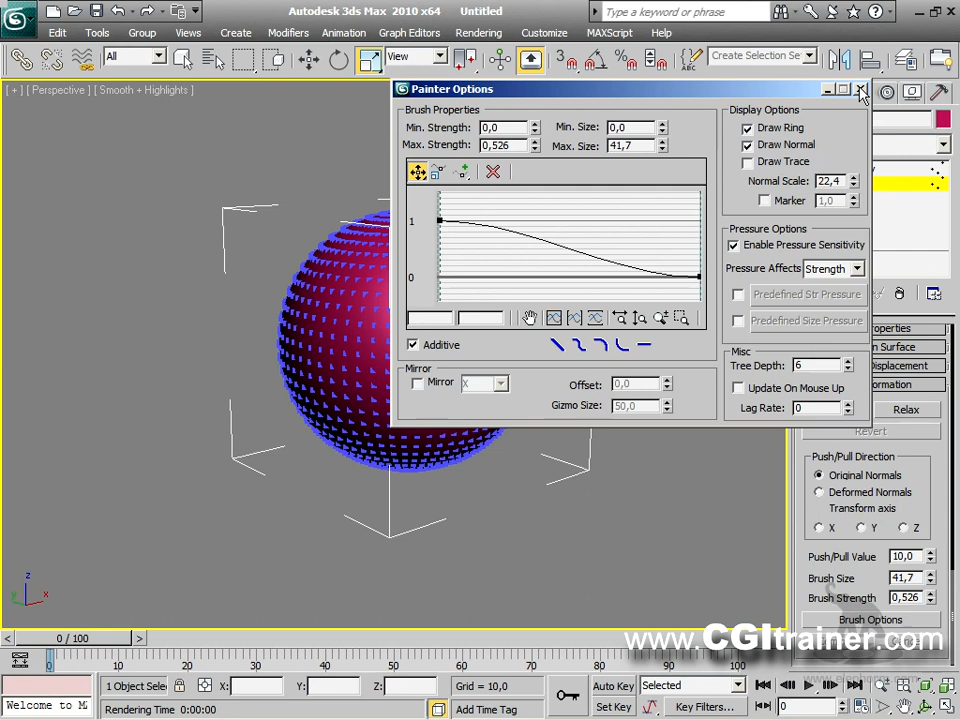 Autodesk 3ds Max 2010 x64 Untitled
Type a keyword or phrase
Edit Tools Group Views Create Modifiers Animation Graph Editors Rendering Customize MAXScript Help
All
View
Create Selection Se
[ + ] [ Perspective ] [ Smooth + Highlights ]
Painter Options
Brush Properties
Min. Strength: 0,0
Min. Size: 0,0
Max. Strength: 0,526
Max. Size: 41,7
1
0
Additive
Mirror
Mirror X
Offset: 0,0
Gizmo Size: 50,0
Display Options
Draw Ring
Draw Normal
Draw Trace
Normal Scale: 22,4
Marker 1,0
Pressure Options
Enable Pressure Sensitivity
Pressure Affects Strength
Predefined Str Pressure
Predefined Size Pressure
Misc
Tree Depth: 6
Update On Mouse Up
Lag Rate: 0
Relax
Revert
Push/Pull Direction
Original Normals
Deformed Normals
Transform axis
X Y Z
Push/Pull Value 10,0
Brush Size 41,7
Brush Strength 0,526
Brush Options
www.CGItrainer.com
z
y
x
< 0 / 100 >
0 10 20 30 40 50 60 70 80 90 100
1 Object Selec
X: Y: Z:
Grid = 10,0
Auto Key
Selected
Welcome to MA
Rendering Time 0:00:00
Add Time Tag
Set Key
Key Filters...
0